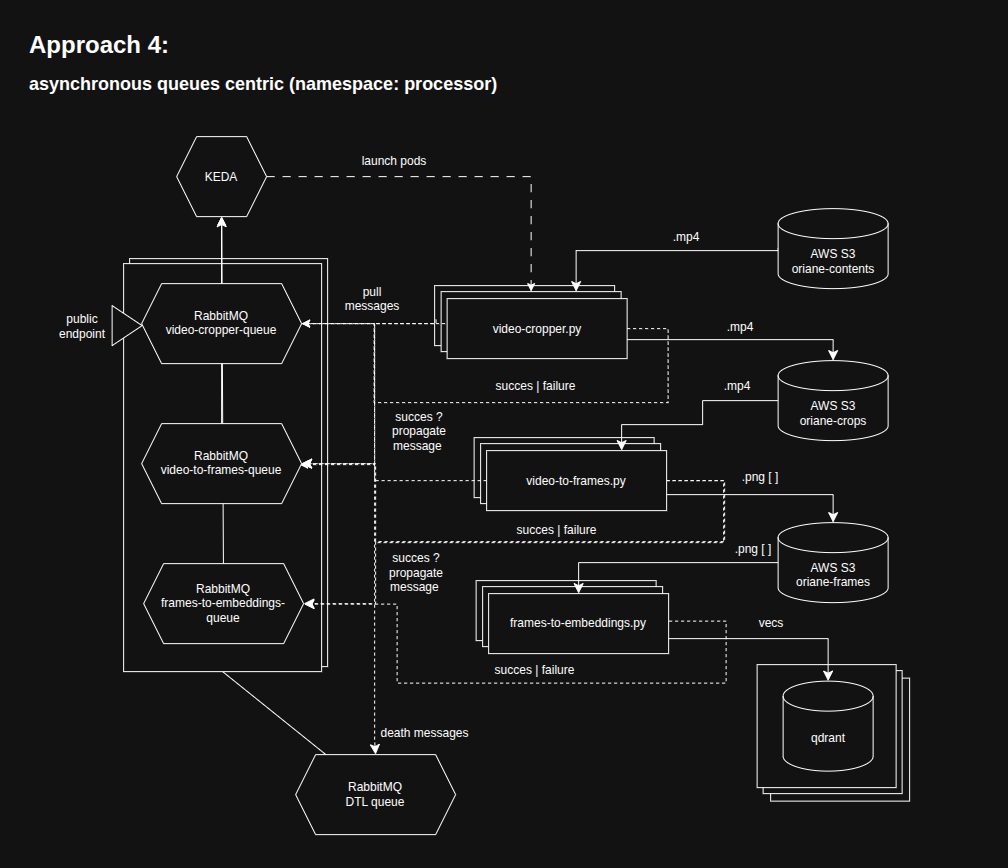 Approach 4:
asynchronous queues centric (namespace: processor)
KEDA
launch pods
.mp4
AWS S3
oriane-contents
public
endpoint
RabbitMQ
video-cropper-queue
pull
messages
video-cropper.py
.mp4
succes | failure
.mp4
AWS S3
oriane-crops
succes ?
propagate
message
RabbitMQ
video-to-frames-queue
video-to-frames.py
.png [ ]
succes | failure
.png [ ]
AWS S3
oriane-frames
succes ?
propagate
message
RabbitMQ
frames-to-embeddings-
queue
frames-to-embeddings.py
vecs
succes | failure
qdrant
death messages
RabbitMQ
DTL queue